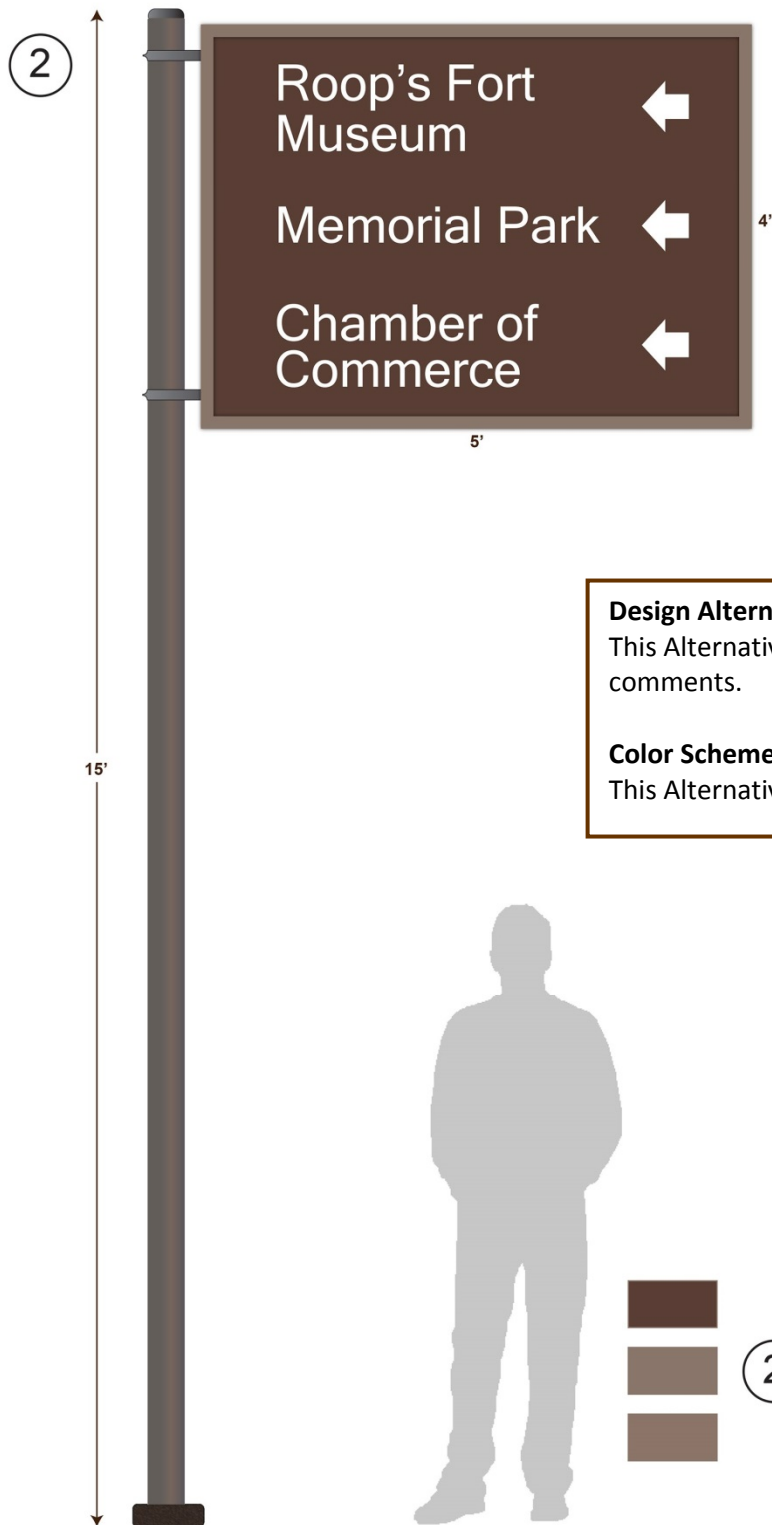 2
Roop’s Fort
Museum
Memorial Park
Chamber of
Commerce
4’
5’
15’
Design Altern
This Alternativ
comments.
Color Scheme
This Alternativ
2